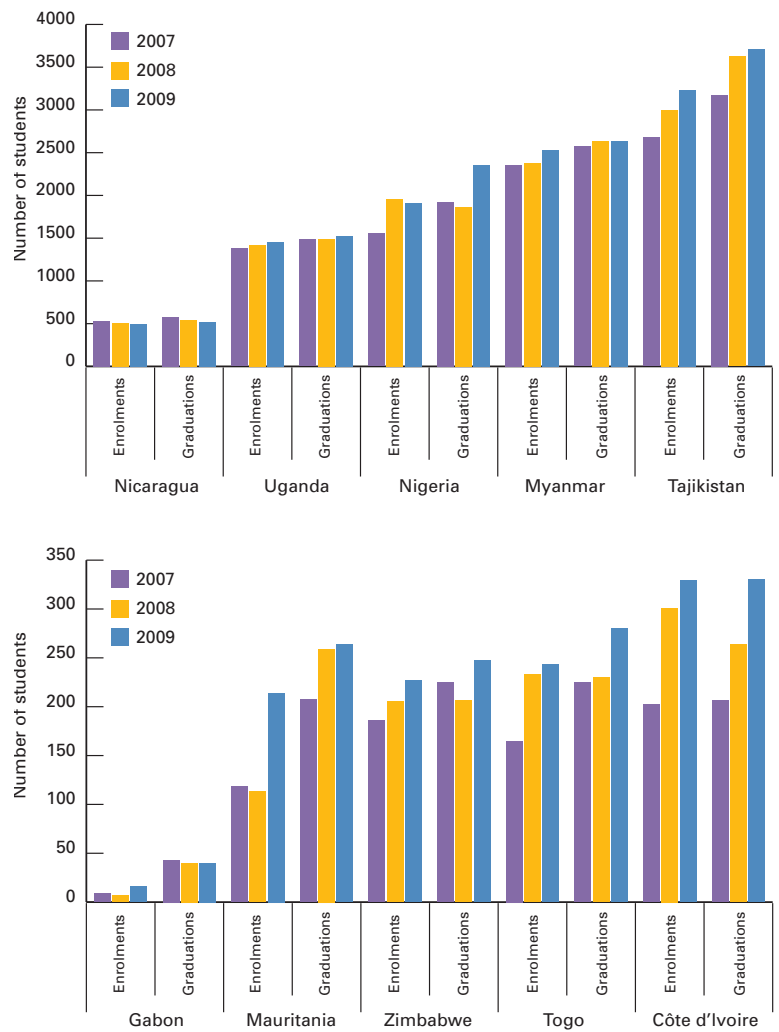 4000
3500
3000
2500
2000
1500
1000
500
0
Number of students
2007
2008
2009
Enrolments
Graduations
Enrolments
Graduations
Enrolments
Graduations
Enrolments
Graduations
Enrolments
Graduations
Nicaragua Uganda Nigeria Myanmar Tajikistan
350
300
250
200
150
100
50
0
Number of students
2007
2008
2009
Enrolments
Graduations
Enrolments
Graduations
Enrolments
Graduations
Enrolments
Graduations
Enrolments
Graduations
Gabon Mauritania Zimbabwe Togo Côte d'Ivoire